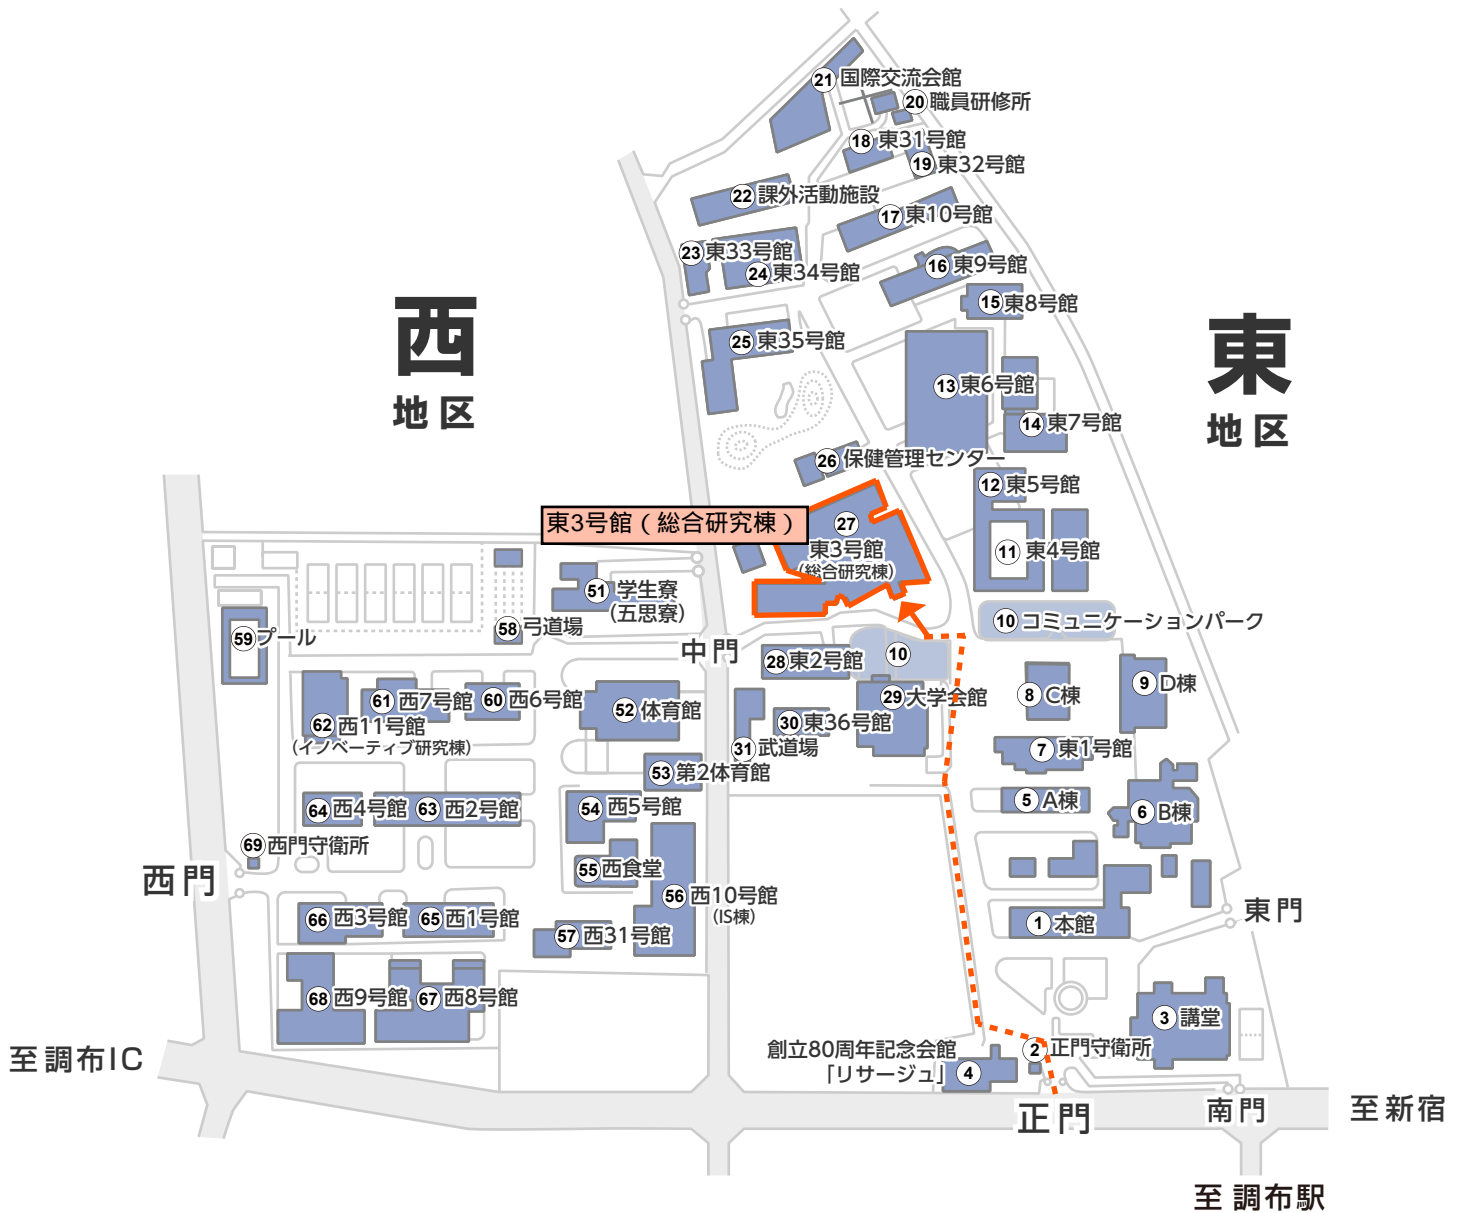 21 国際交流会館
20 職員研修所
18 東31号館
19 東32号館
22 課外活動施設
17 東10号館
23 東33号館
24 東34号館
16 東9号館
15 東8号館
西
地区
東
地区
25 東35号館
13 東6号館
14 東7号館
26 保健管理センター
12 東5号館
東3号館（総合研究棟）
27
東3号館
(総合研究棟)
11 東4号館
51 学生寮
(五思寮)
10 コミュニケーションパーク
59 プール
58 弓道場
中門
28 東2号館
10
8 C棟
9 D棟
61 西7号館
60 西6号館
62 西11号館
(イノベーティブ研究棟)
52 体育館
29 大学会館
30 東36号館
31 武道場
7 東1号館
53 第2体育館
5 A棟
6 B棟
64 西4号館
63 西2号館
54 西5号館
69 西門守衛所
西門
55 西食堂
56 西10号館
(IS棟)
66 西3号館
65 西1号館
57 西31号館
1 本館
東門
68 西9号館
67 西8号館
3 講堂
至調布IC
創立80周年記念会館
「リサージュ」
4
2 正門守衛所
正門
南門
至新宿
至 調布駅